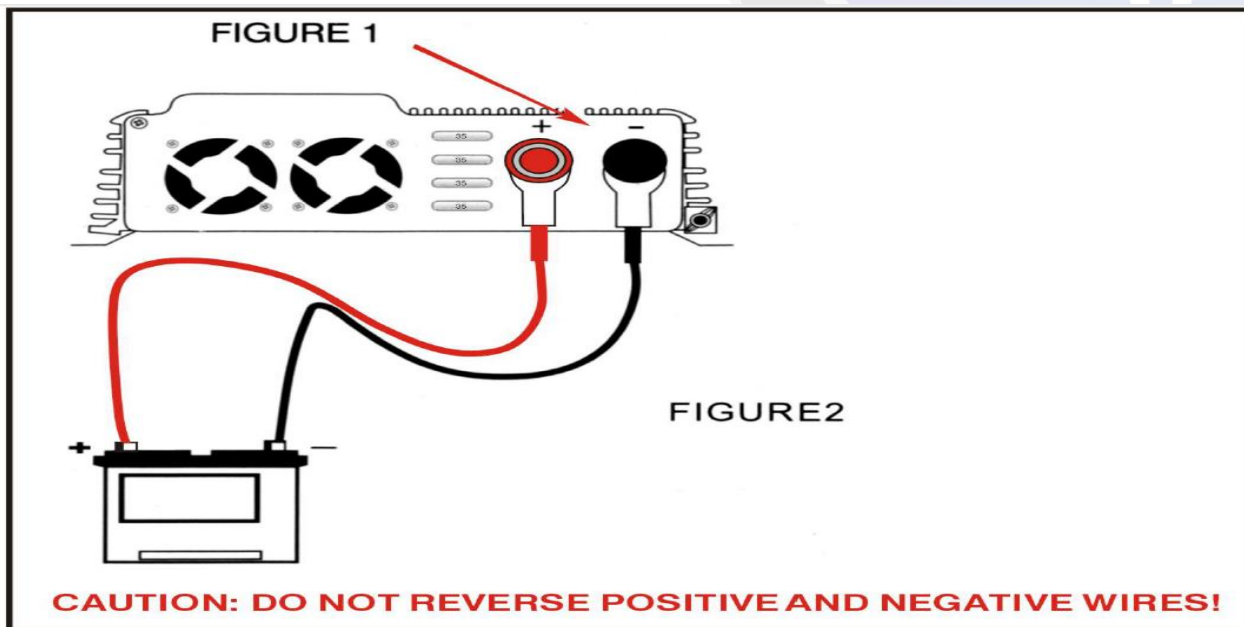 FIGURE 1
+ -
35
35
35
35
FIGURE2
+ —
CAUTION: DO NOT REVERSE POSITIVE AND NEGATIVE WIRES!